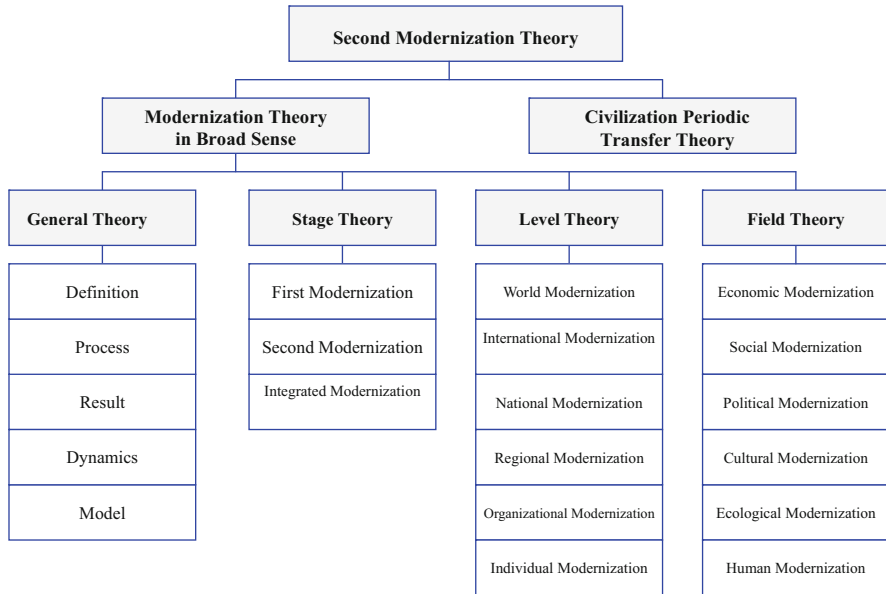 Second Modernization Theory
Modernization Theory
in Broad Sense
Civilization Periodic
Transfer Theory
General Theory
Stage Theory
Level Theory
Field Theory
Definition
Process
Result
Dynamics
Model
First Modernization
Second Modernization
Integrated Modernization
World Modernization
International Modernization
National Modernization
Regional Modernization
Organizational Modernization
Individual Modernization
Economic Modernization
Social Modernization
Political Modernization
Cultural Modernization
Ecological Modernization
Human Modernization